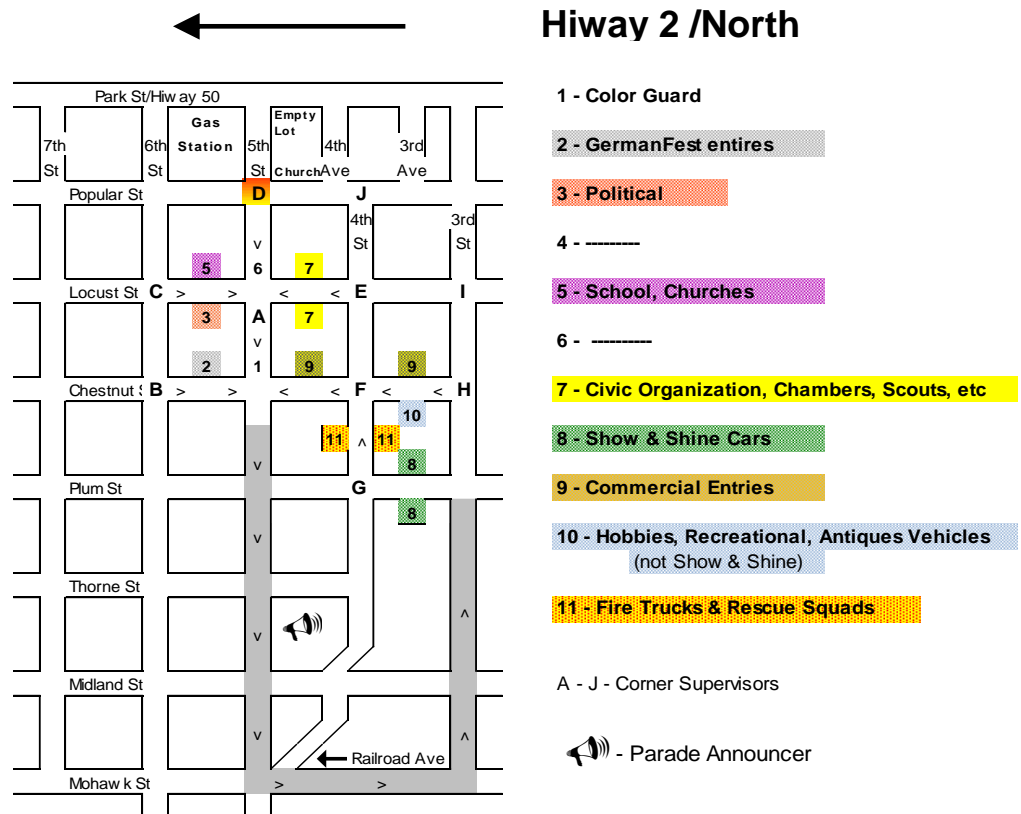 Hiway 2 /North
Park St/Hiway 50
Gas
Station
Empty
Lot
Church
7th
St
6th
St
5th
St
4th
Ave
3rd
Ave
Popular St
D
J
4th
St
3rd
St
v
5
6
7
Locust St C > > < < E I
3
A
7
v
2
1
9
9
Chestnut S B > > < < F < < H
10
11
^
11
v
8
Plum St
G
8
v
Thorne St
v
^
Midland St
v
^
Railroad Ave
Mohawk St
> >
1 - Color Guard
2 - GermanFest entires
3 - Political
4 - ---------
5 - School, Churches
6 - ----------
7 - Civic Organization, Chambers, Scouts, etc
8 - Show & Shine Cars
9 - Commercial Entries
10 - Hobbies, Recreational, Antiques Vehicles
(not Show & Shine)
11 - Fire Trucks & Rescue Squads
A - J - Corner Supervisors
- Parade Announcer